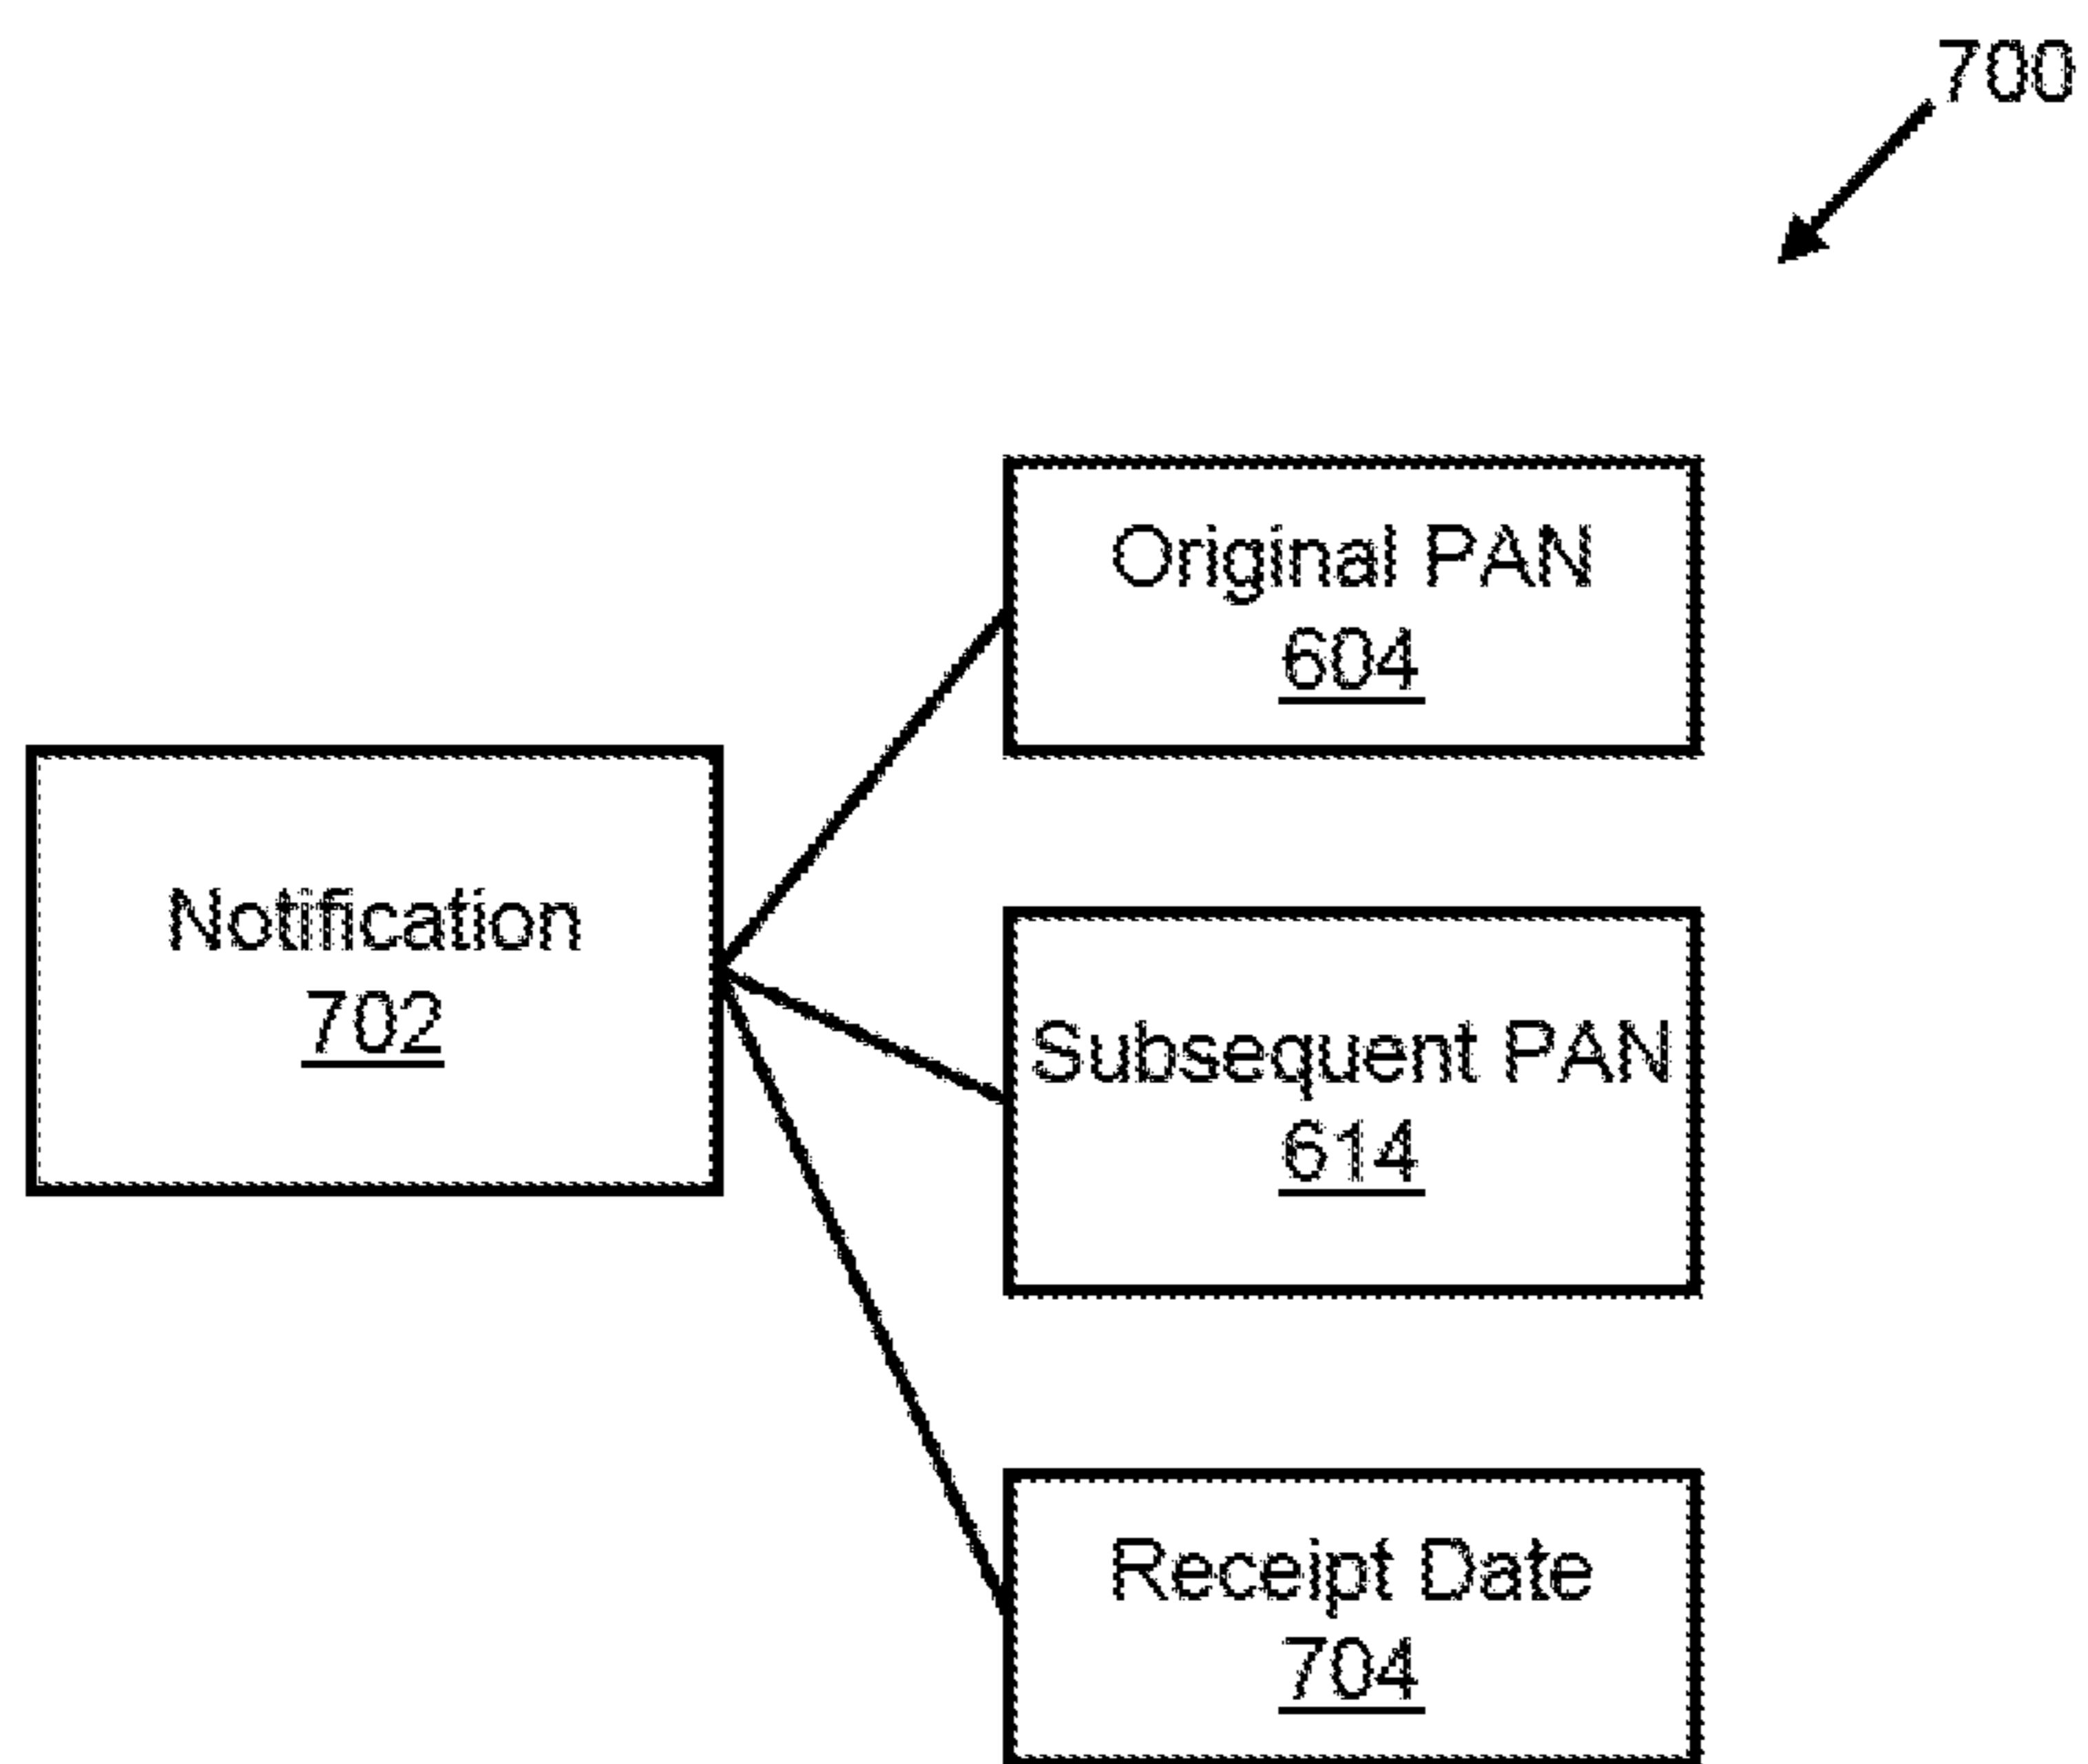 700
Original PAN
604
Notification
702
Subsequent PAN
614
Receipt Date
704